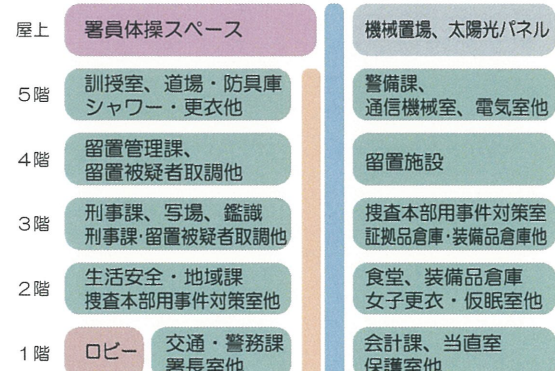 屋上
署員体操スペース
機械置場、太陽光パネル
5階
訓授室、道場・防具庫
シャワー・更衣他
警備課、
通信機械室、電気室他
4階
留置管理課、
留置被疑者取調他
留置施設
3階
刑事課、写場、鑑識
刑事課・留置被疑者取調他
捜査本部用事件対策室
証拠品倉庫・装備品倉庫他
2階
生活安全・地域課
捜査本部用事件対策室他
食堂、装備品倉庫
女子更衣・仮眠室他
1階
ロビー
交通・警務課
署長室他
会計課、当直室
保護室他